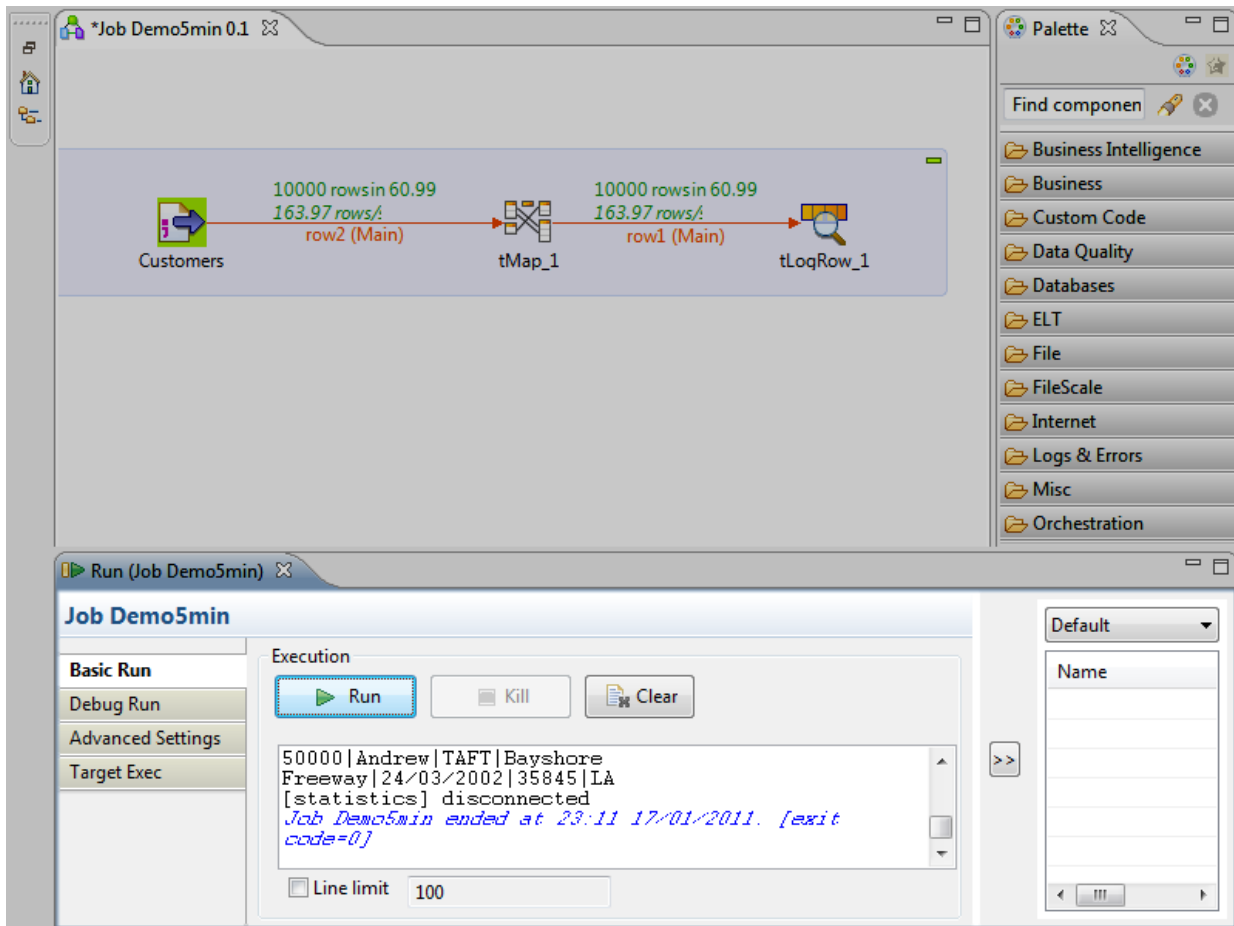 *Job Demo5min 0.1
Palette
Find componen
Business Intelligence
Business
Custom Code
Data Quality
Databases
ELT
File
FileScale
Internet
Logs & Errors
Misc
Orchestration
10000 rows in 60.99
163.97 rows/:
row2 (Main)
10000 rows in 60.99
163.97 rows/:
row1 (Main)
Customers
tMap_1
tLogRow_1
Run (Job Demo5min)
Job Demo5min
Basic Run
Debug Run
Advanced Settings
Target Exec
Execution
Run
Kill
Clear
50000|Andrew|TAFT|Bayshore
Freeway|24/03/2002|35845|LA
[statistics] disconnected
Job Demo5min ended at 23:11 17/01/2011. [exit
code=0]
Line limit
100
>>
Default
Name